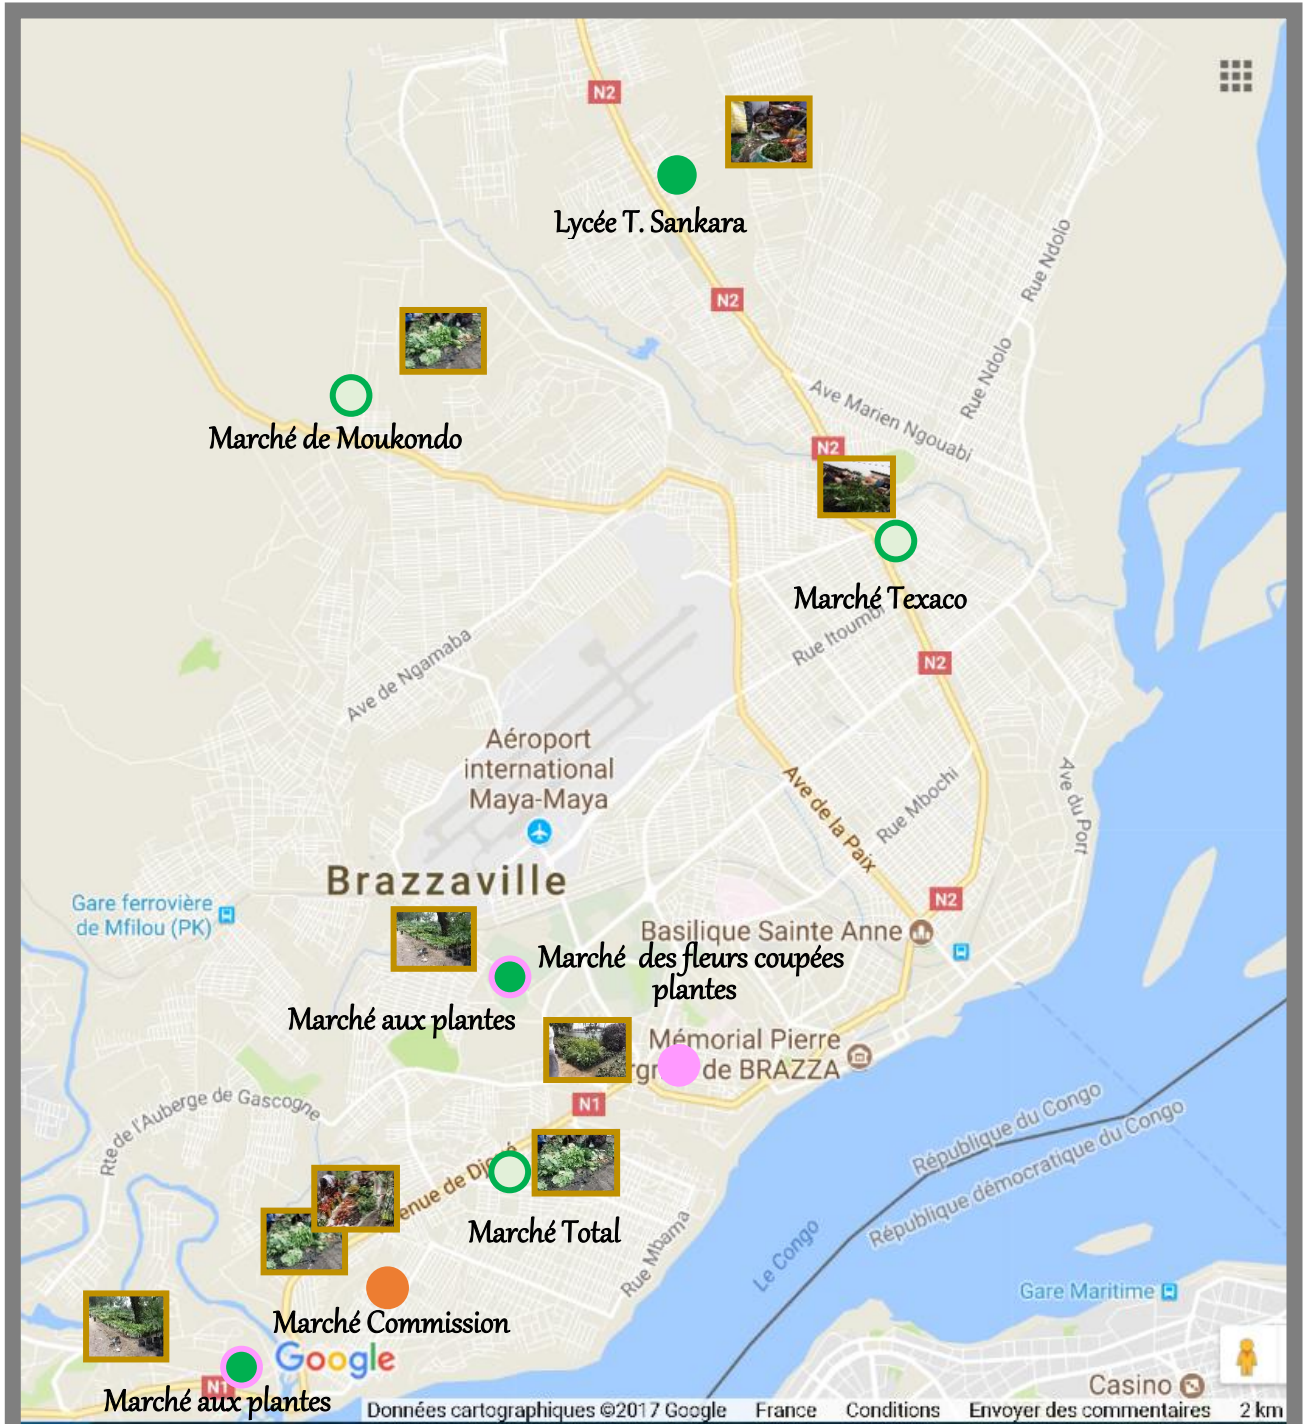 N2
Lycée T. Sankara
Rue Ndolo
N2
Rue Ndolo
Ave Marien Ngouabi
Marché de Moukondo
N2
Marché Texaco
Rue Itoumbi
Ave de Ngamaba
N2
Aéroport
international
Maya-Maya
Ave de la Paix
Rue Mbochi
Ave du Port
Brazzaville
Gare ferrovière
de Mfilou (PK)
N2
Basilique Sainte Anne
Marché des fleurs coupées
plantes
Marché aux plantes
Mémorial Pierre
de BRAZZA
N1
Rte de l'Auberge de Gascogne
République du Congo
République démocratique du Congo
Marché Total
Rue Mbama
Le Congo
Gare Maritime
Marché Commission
Google
Casino
N1
Marché aux plantes
Données cartographiques ©2017 Google France Conditions Envoyer des commentaires 2 km